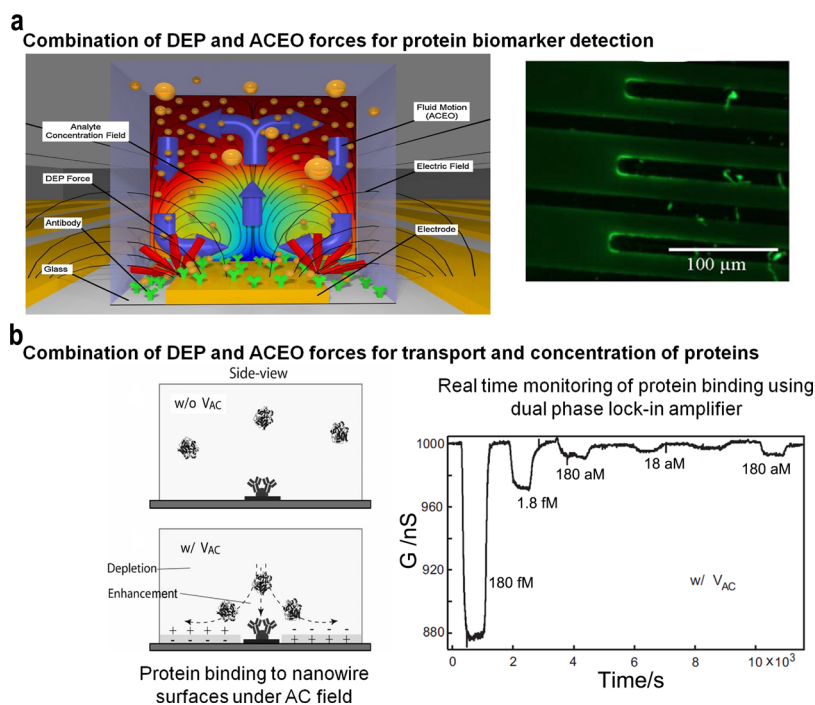 a
Combination of DEP and ACEO forces for protein biomarker detection
Analyte
Concentration Field
DEP Force
Antibody
Glass
Fluid Motion
(ACEO)
Electric Field
Electrode
100 µm
b
Combination of DEP and ACEO forces for transport and concentration of proteins
Side-view
w/o VAC
w/ VAC
Depletion
Enhancement
+ + + +
- - - -
- - - -
+ + + +
Protein binding to nanowire
surfaces under AC field
Real time monitoring of protein binding using
dual phase lock-in amplifier
G /nS
1000
960
920
880
180 fM
1.8 fM
180 aM
18 aM
180 aM
w/ VAC
0 2 4 6 8 10 ×10³
Time/s